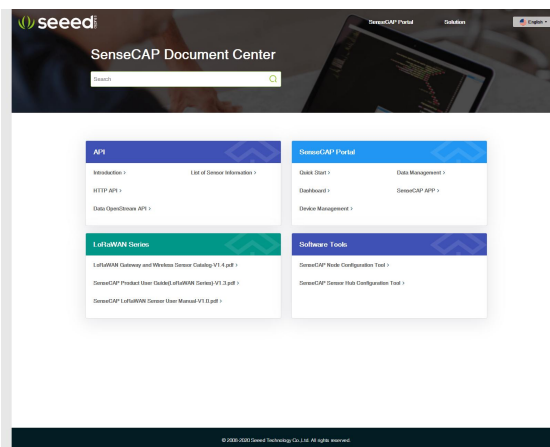 seeed
SenseCAP Portal
Solution
English
SenseCAP Document Center
Search
API
Introduction >
List of Sensor Information >
HTTP API >
Data OpenStream API >
SenseCAP Portal
Quick Start >
Data Management >
Dashboard >
SenseCAP APP >
Device Management >
LoRaWAN Series
LoRaWAN Gateway and Wireless Sensor Catalog-V1.4.pdf >
SenseCAP Product User Guide(LoRaWAN Series)-V1.3.pdf >
SenseCAP LoRaWAN Sensor User Manual-V1.0.pdf >
Software Tools
SenseCAP Node Configuration Tool >
SenseCAP Sensor Hub Configuration Tool >
© 2008-2020 Seeed Technology Co.,Ltd. All rights reserved.